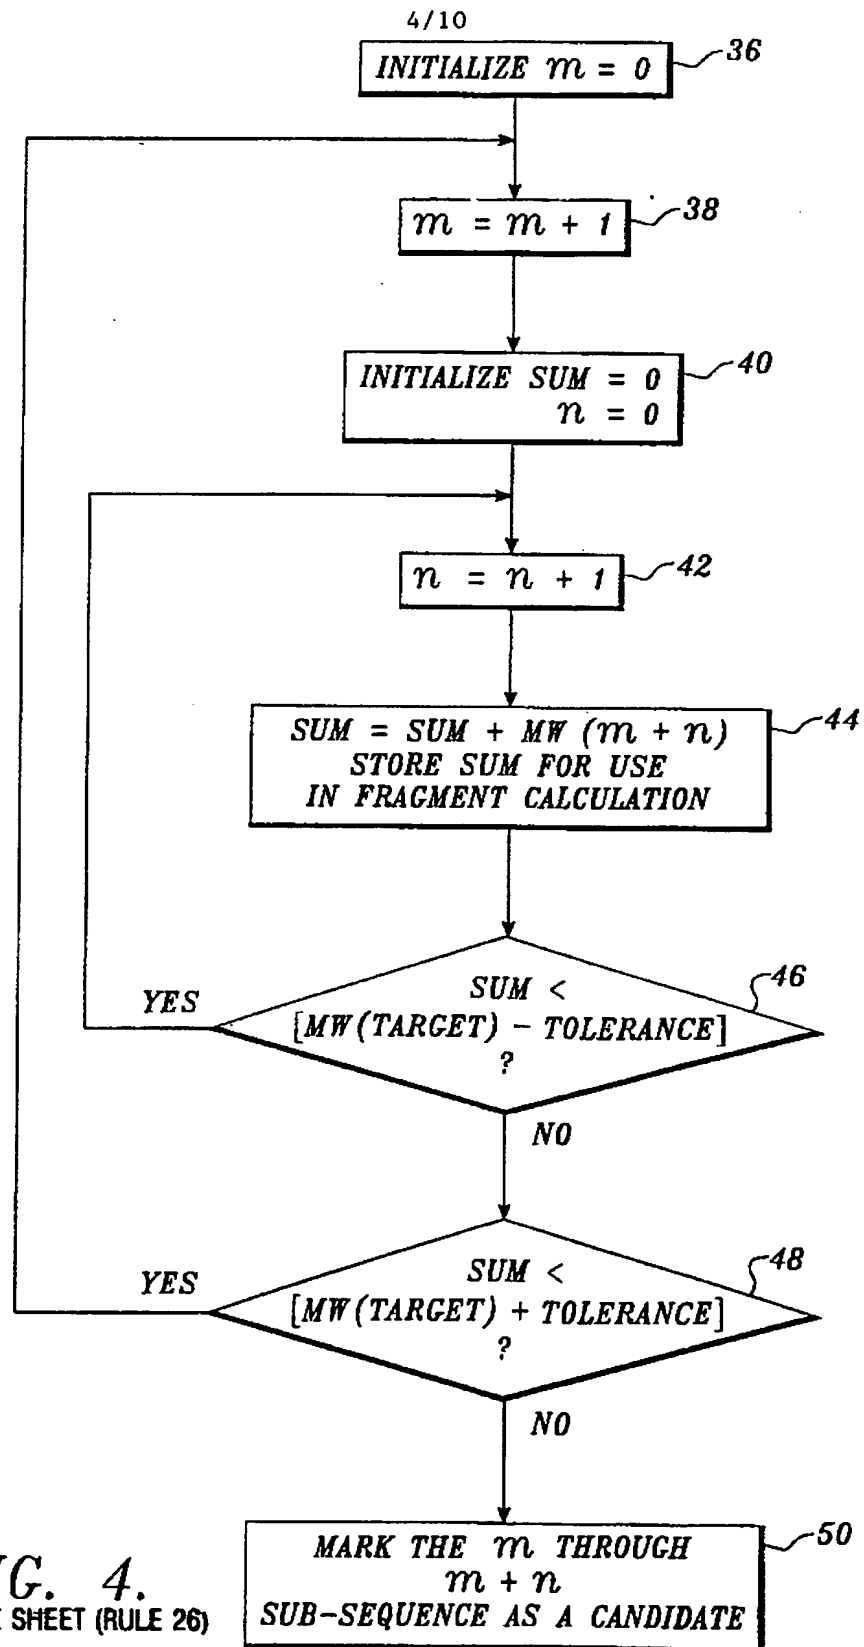 4/10
INITIALIZE m = 0
36
m = m + 1
38
INITIALIZE SUM = 0
n = 0
40
n = n + 1
42
SUM = SUM + MW (m + n)
STORE SUM FOR USE
IN FRAGMENT CALCULATION
44
SUM <
[MW(TARGET) - TOLERANCE]
?
46
YES
NO
SUM <
[MW(TARGET) + TOLERANCE]
?
48
YES
NO
MARK THE m THROUGH
m + n
SUB-SEQUENCE AS A CANDIDATE
50
G. 4.
E SHEET (RULE 26)